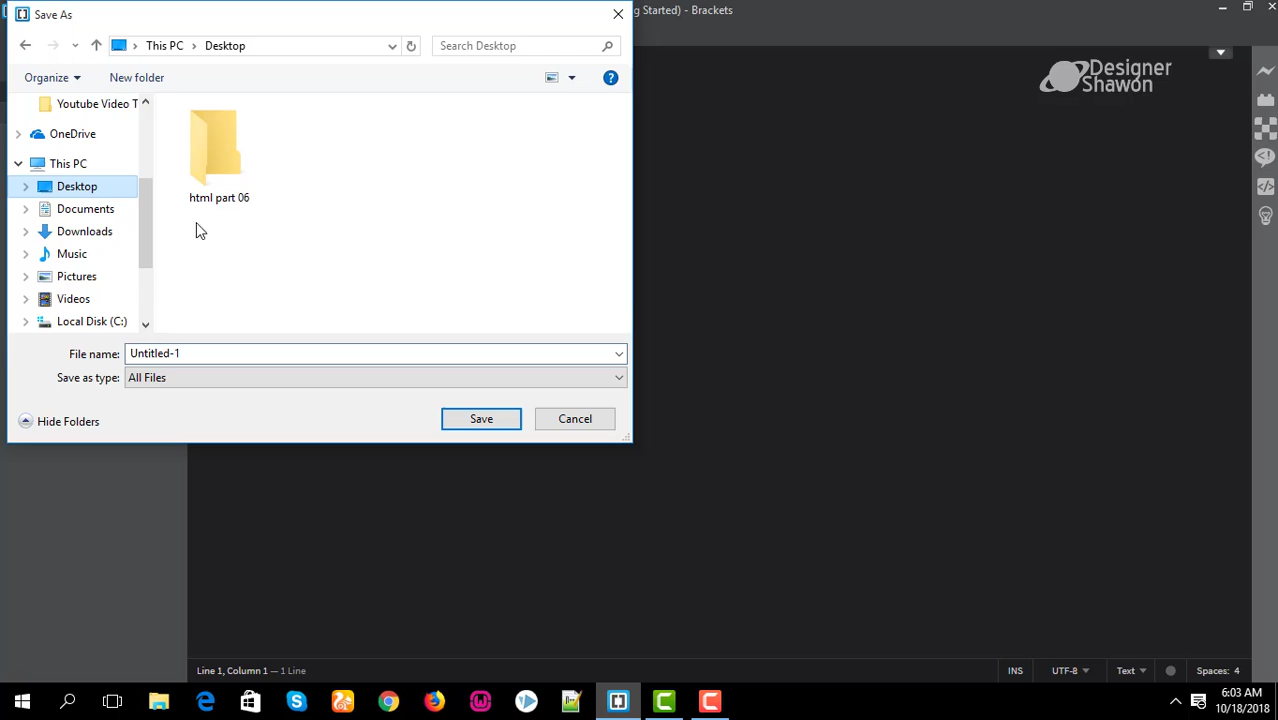 Save As
ing Started) - Brackets
This PC
Desktop
Search Desktop
Organize
New folder
Designer
Shawon
Youtube Video T
OneDrive
This PC
Desktop
Documents
Downloads
Music
Pictures
Videos
Local Disk (C:)
html part 06
File name:
Untitled-1
Save as type:
All Files
Hide Folders
Save
Cancel
Line 1, Column 1 — 1 Line
INS
UTF-8
Text
Spaces: 4
6:03 AM
10/18/2018